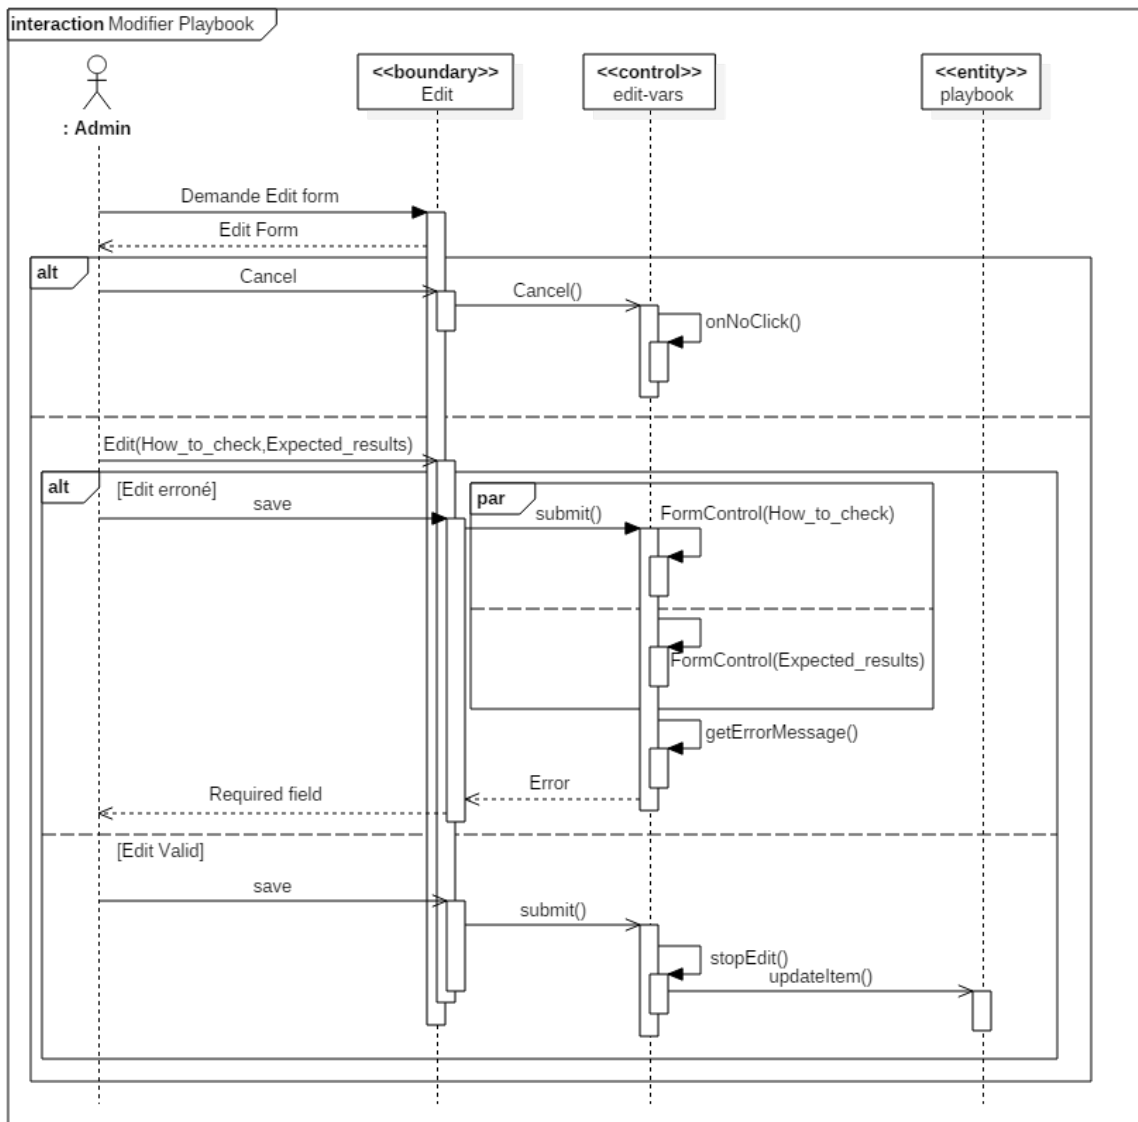 interaction Modifier Playbook
<<boundary>>
Edit
<<control>>
edit-vars
<<entity>>
playbook
: Admin
Demande Edit form
Edit Form
alt
Cancel
Cancel()
onNoClick()
Edit(How_to_check,Expected_results)
alt
[Edit erroné]
save
par
submit()
FormControl(How_to_check)
FormControl(Expected_results)
getErrorMessage()
Error
Required field
[Edit Valid]
save
submit()
stopEdit()
updateItem()